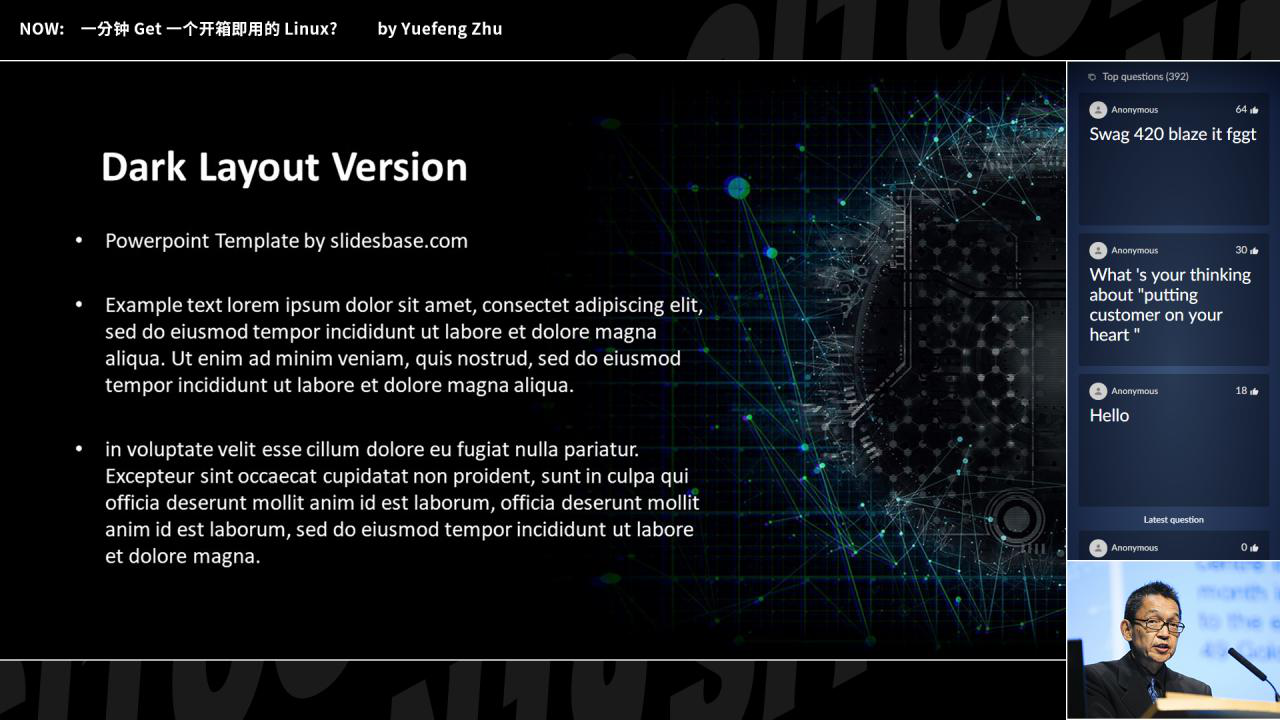 NOW: 一分钟 Get 一个开箱即用的 Linux? by Yuefeng Zhu
Dark Layout Version
• Powerpoint Template by slidesbase.com
• Example text lorem ipsum dolor sit amet, consectet adipiscing elit,
sed do eiusmod tempor incididunt ut labore et dolore magna
aliqua. Ut enim ad minim veniam, quis nostrud, sed do eiusmod
tempor incididunt ut labore et dolore magna aliqua.
• in voluptate velit esse cillum dolore eu fugiat nulla pariatur.
Excepteur sint occaecat cupidatat non proident, sunt in culpa qui
officia deserunt mollit anim id est laborum, officia deserunt mollit
anim id est laborum, sed do eiusmod tempor incididunt ut labore
et dolore magna.
Top questions (392)
Anonymous 64
Swag 420 blaze it fggt
Anonymous 30
What 's your thinking
about "putting
customer on your
heart "
Anonymous 18
Hello
Latest question
Anonymous 0
month
to the